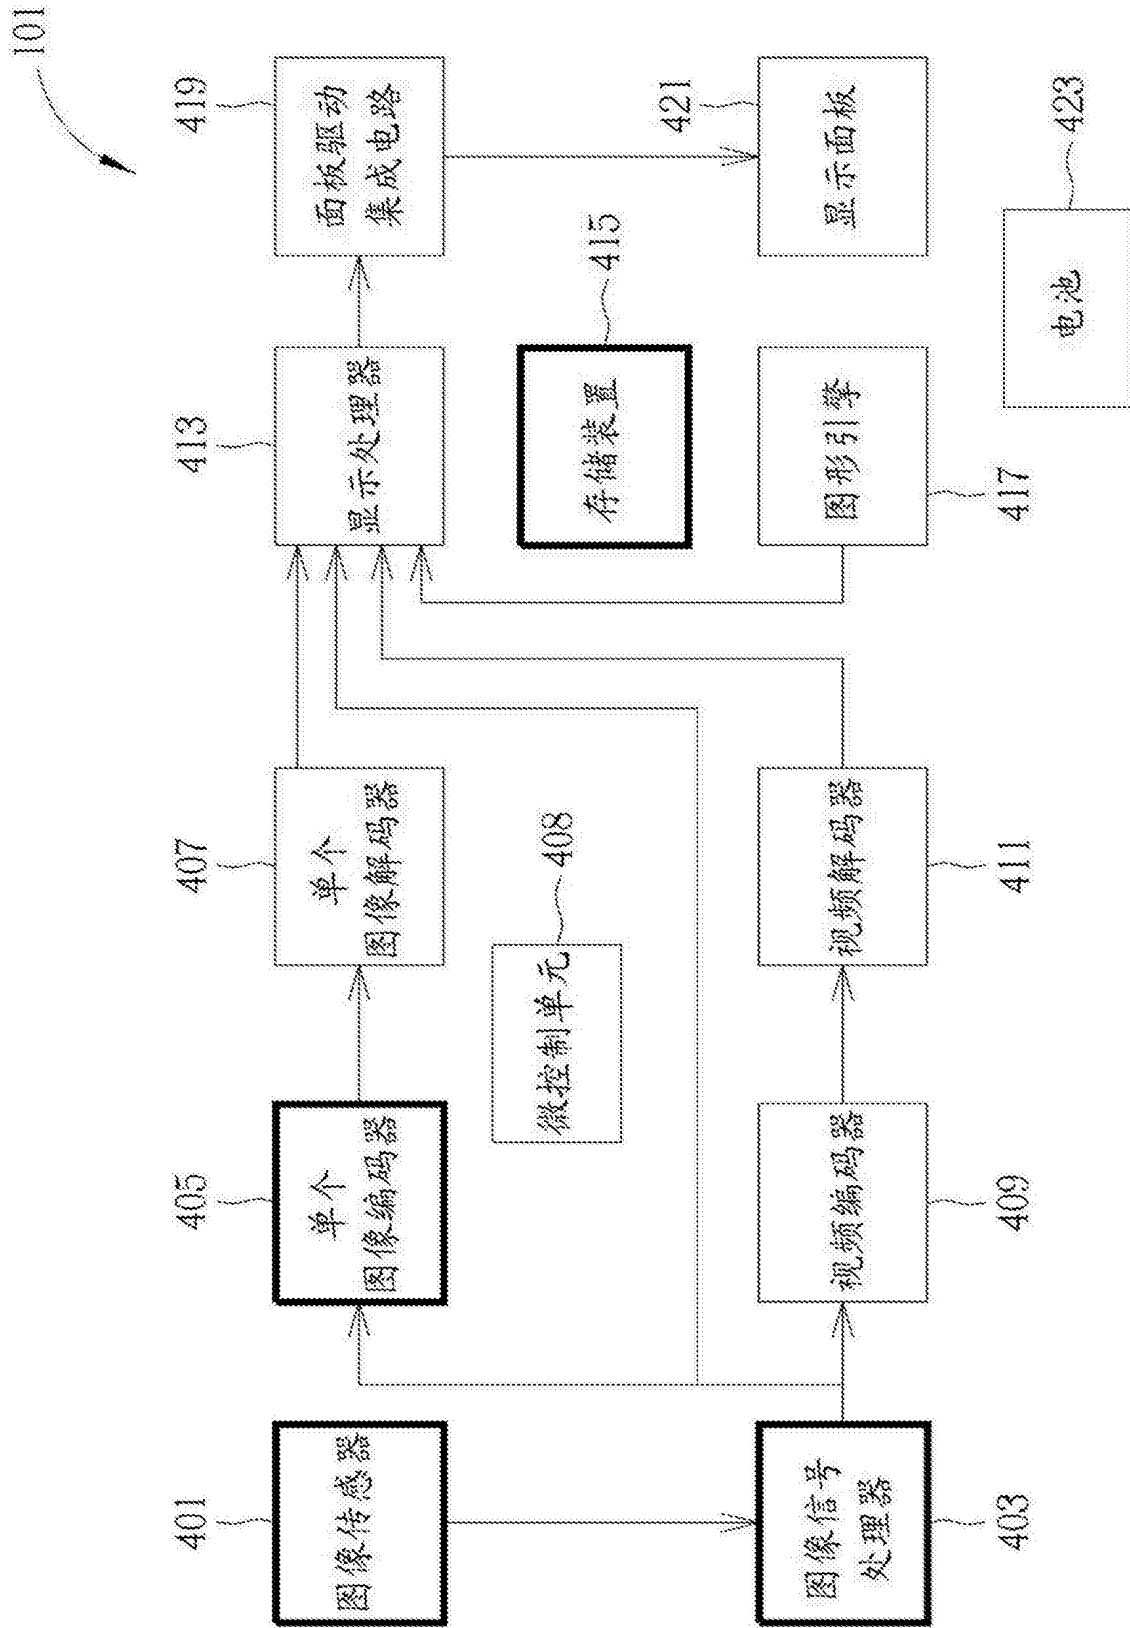 101
401
图像传感器
405
单个
图像编码器
407
单个
图像解码器
413
显示处理器
419
面板驱动
集成电路
微控制单元
408
存储装置
415
421
图像信号
处理器
403
视频编码器
409
视频解码器
411
图形引擎
417
显示面板
电池
423